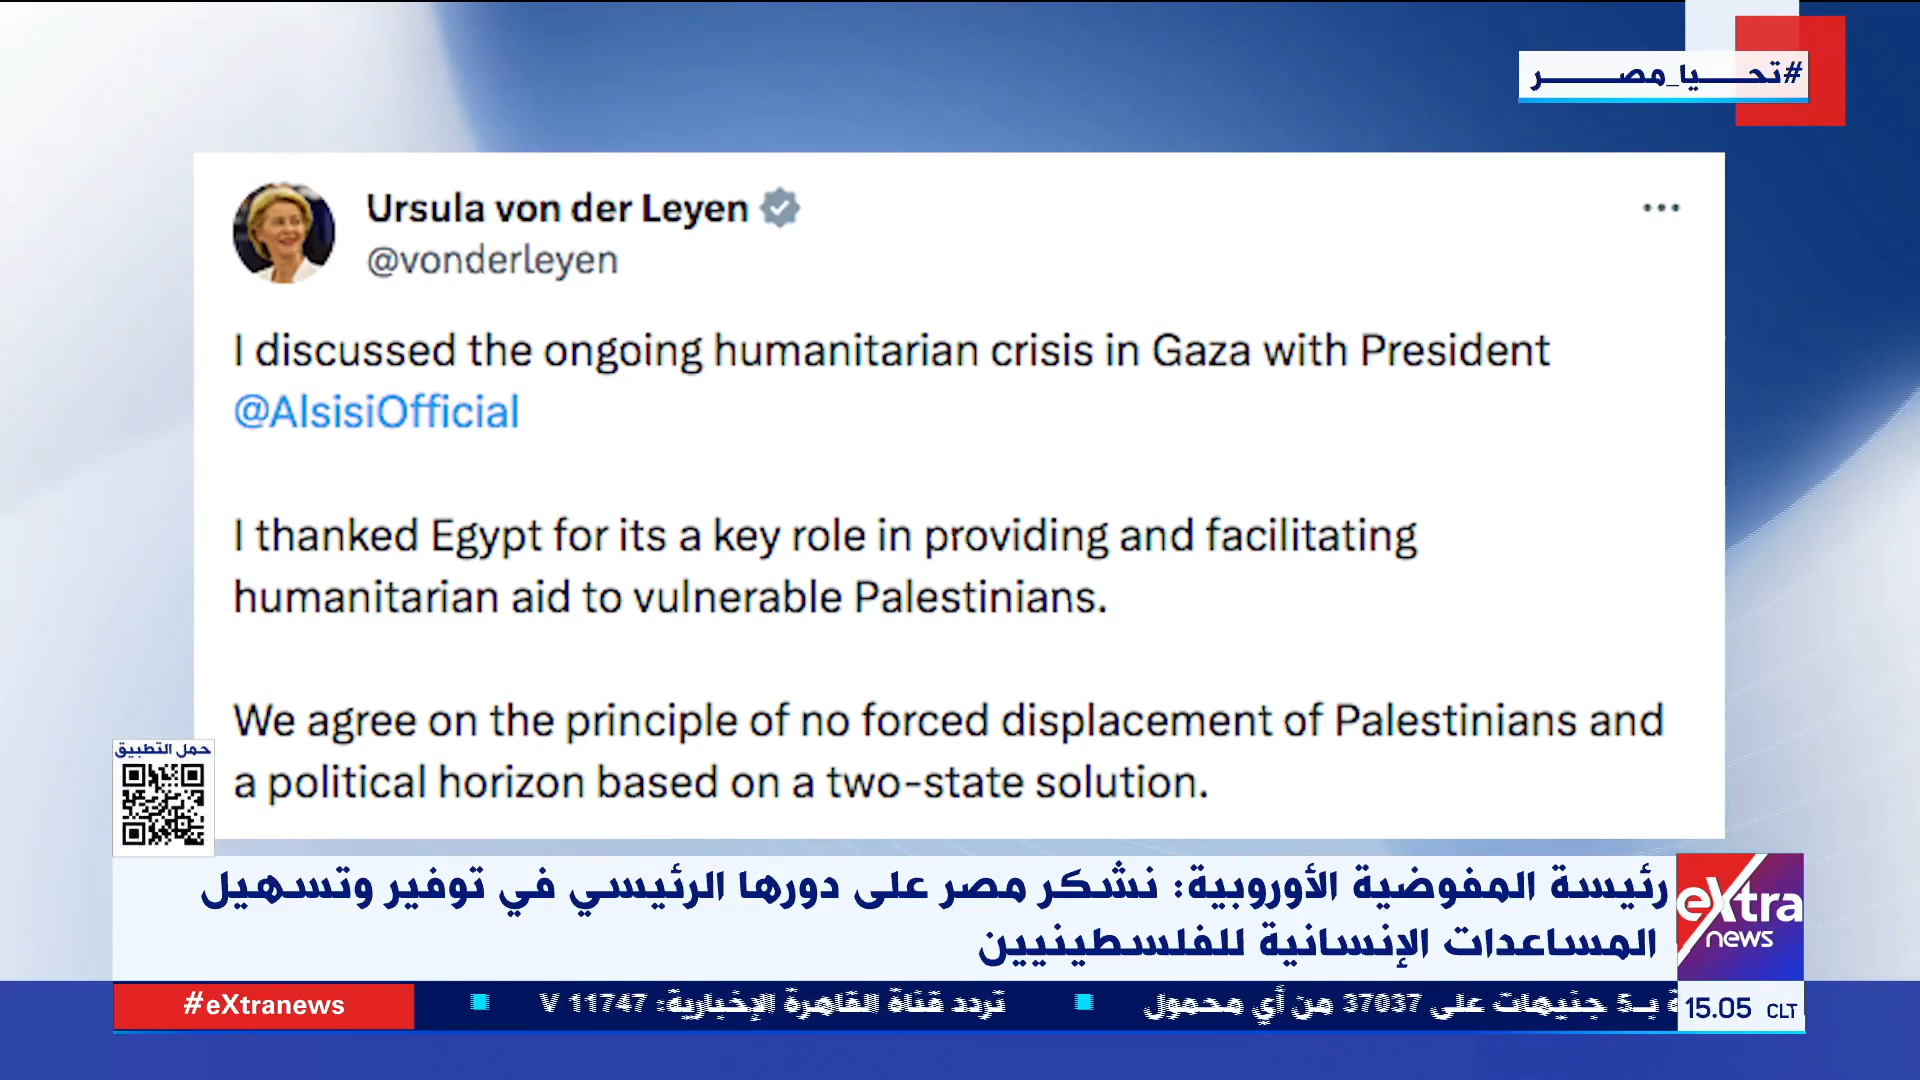 #تحيا_مصر
Ursula von der Leyen
@vonderleyen
I discussed the ongoing humanitarian crisis in Gaza with President
@AlsisiOfficial
I thanked Egypt for its a key role in providing and facilitating
humanitarian aid to vulnerable Palestinians.
We agree on the principle of no forced displacement of Palestinians and
a political horizon based on a two-state solution.
حمل التطبيق
رئيسة المفوضية الأوروبية: نشكر مصر على دورها الرئيسي في توفير وتسهيل
المساعدات الإنسانية للفلسطينيين
eXtra
news
#eXtranews
بـ5 جنيهات على 37037 من أي محمول
تردد قناة القاهرة الإخبارية: 11747 V
15.05 CLT